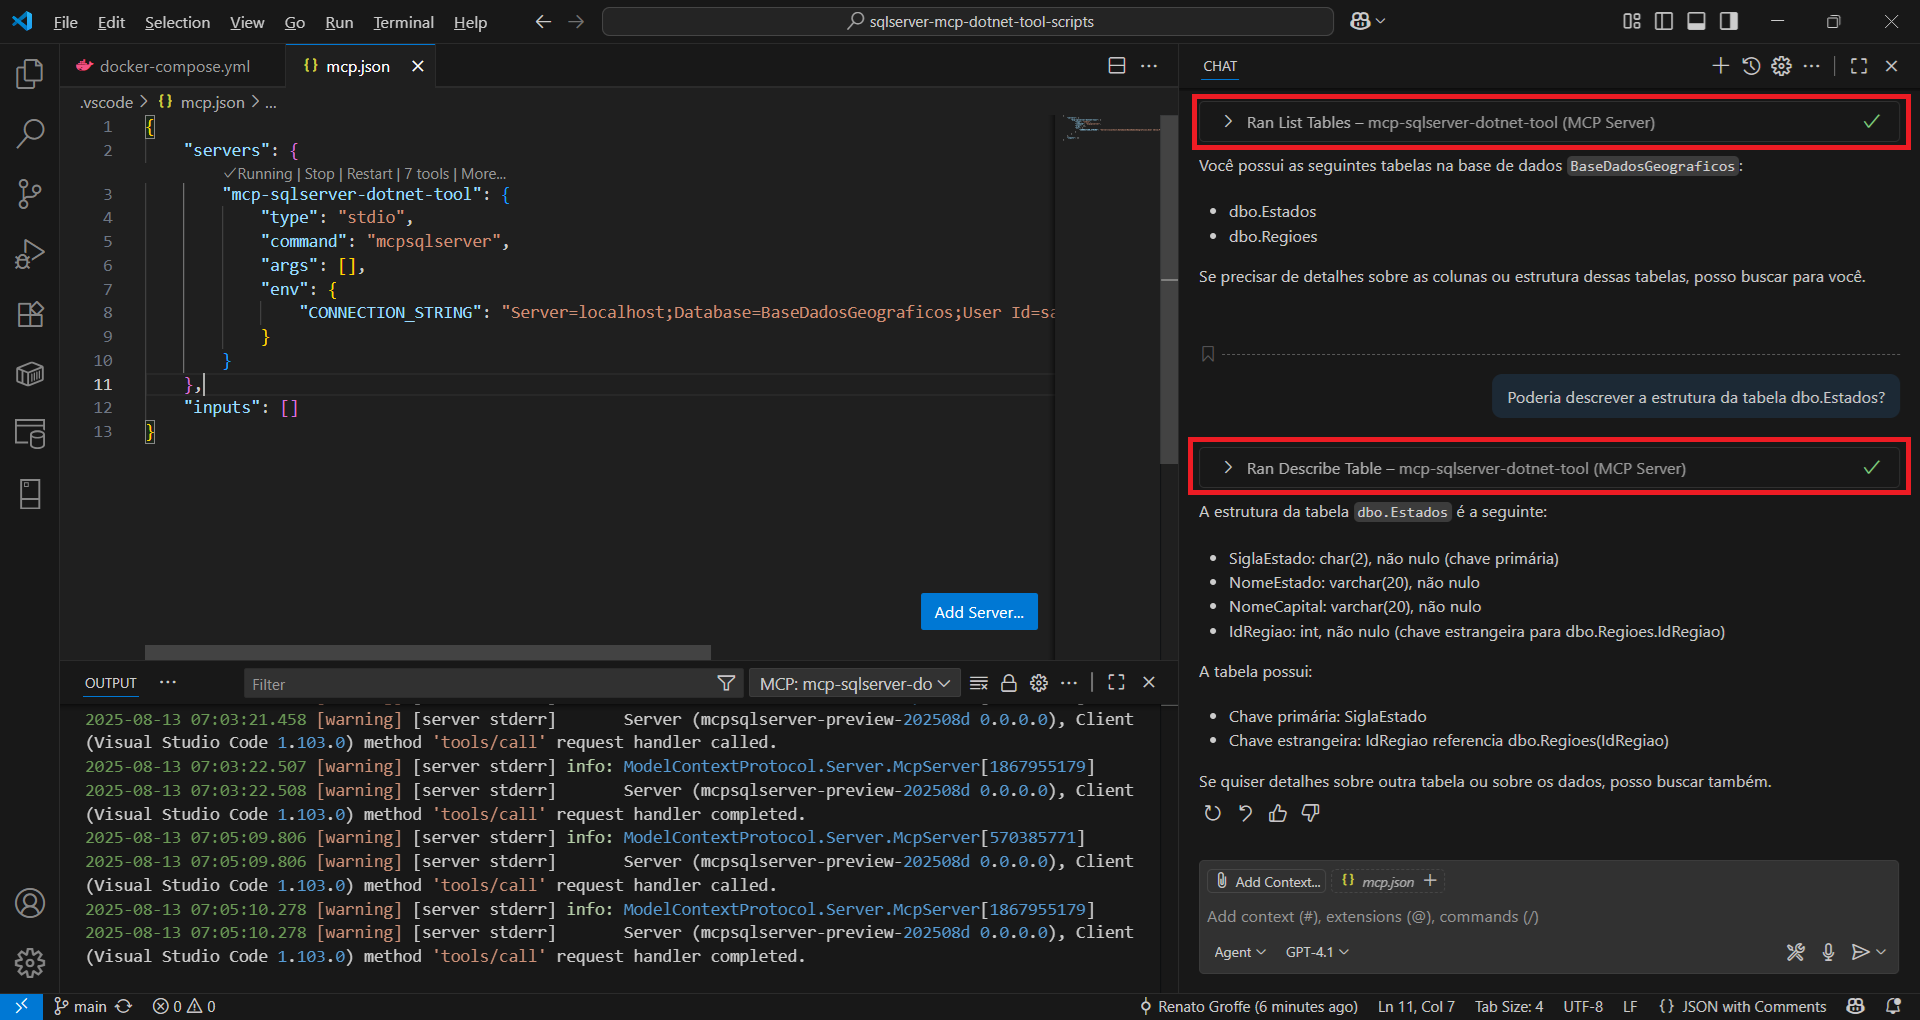 File Edit Selection View Go Run Terminal Help
sqlserver-mcp-dotnet-tool-scripts
docker-compose.yml
{} mcp.json
.vscode > {} mcp.json > ...
1 {
2 "servers": {
✓Running | Stop | Restart | 7 tools | More...
3 "mcp-sqlserver-dotnet-tool": {
4 "type": "stdio",
5 "command": "mcpsqlserver",
6 "args": [],
7 "env": {
8 "CONNECTION_STRING": "Server=localhost;Database=BaseDadosGeograficos;User Id=sa
9 }
10 }
11 },
12 "inputs": []
13 }
Add Server...
OUTPUT ...
Filter
MCP: mcp-sqlserver-do
2025-08-13 07:03:21.458 [warning] [server stderr] Server (mcpsqlserver-preview-202508d 0.0.0.0), Client
(Visual Studio Code 1.103.0) method 'tools/call' request handler called.
2025-08-13 07:03:22.507 [warning] [server stderr] info: ModelContextProtocol.Server.McpServer[1867955179]
2025-08-13 07:03:22.508 [warning] [server stderr] Server (mcpsqlserver-preview-202508d 0.0.0.0), Client
(Visual Studio Code 1.103.0) method 'tools/call' request handler completed.
2025-08-13 07:05:09.806 [warning] [server stderr] info: ModelContextProtocol.Server.McpServer[570385771]
2025-08-13 07:05:09.806 [warning] [server stderr] Server (mcpsqlserver-preview-202508d 0.0.0.0), Client
(Visual Studio Code 1.103.0) method 'tools/call' request handler called.
2025-08-13 07:05:10.278 [warning] [server stderr] info: ModelContextProtocol.Server.McpServer[1867955179]
2025-08-13 07:05:10.278 [warning] [server stderr] Server (mcpsqlserver-preview-202508d 0.0.0.0), Client
(Visual Studio Code 1.103.0) method 'tools/call' request handler completed.
CHAT
Ran List Tables – mcp-sqlserver-dotnet-tool (MCP Server)
Você possui as seguintes tabelas na base de dados BaseDadosGeograficos:
• dbo.Estados
• dbo.Regioes
Se precisar de detalhes sobre as colunas ou estrutura dessas tabelas, posso buscar para você.
Poderia descrever a estrutura da tabela dbo.Estados?
Ran Describe Table – mcp-sqlserver-dotnet-tool (MCP Server)
A estrutura da tabela dbo.Estados é a seguinte:
• SiglaEstado: char(2), não nulo (chave primária)
• NomeEstado: varchar(20), não nulo
• NomeCapital: varchar(20), não nulo
• IdRegiao: int, não nulo (chave estrangeira para dbo.Regioes.IdRegiao)
A tabela possui:
• Chave primária: SiglaEstado
• Chave estrangeira: IdRegiao referencia dbo.Regioes(IdRegiao)
Se quiser detalhes sobre outra tabela ou sobre os dados, posso buscar também.
Add Context... {} mcp.json +
Add context (#), extensions (@), commands (/)
Agent GPT-4.1
main 0 0
Renato Groffe (6 minutes ago) Ln 11, Col 7 Tab Size: 4 UTF-8 LF {} JSON with Comments